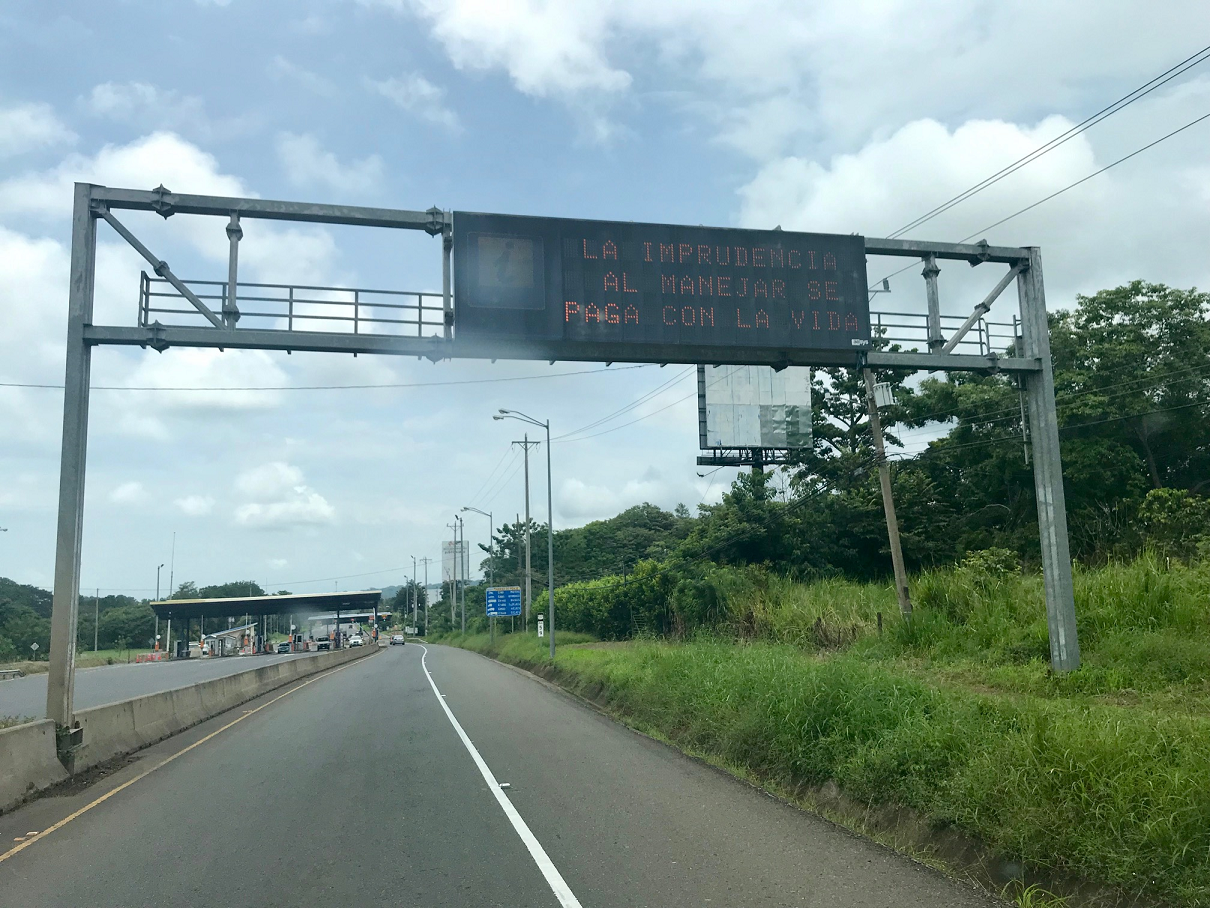 LA IMPRUDENCIA
AL MANEJAR SE
PAGA CON LA VIDA